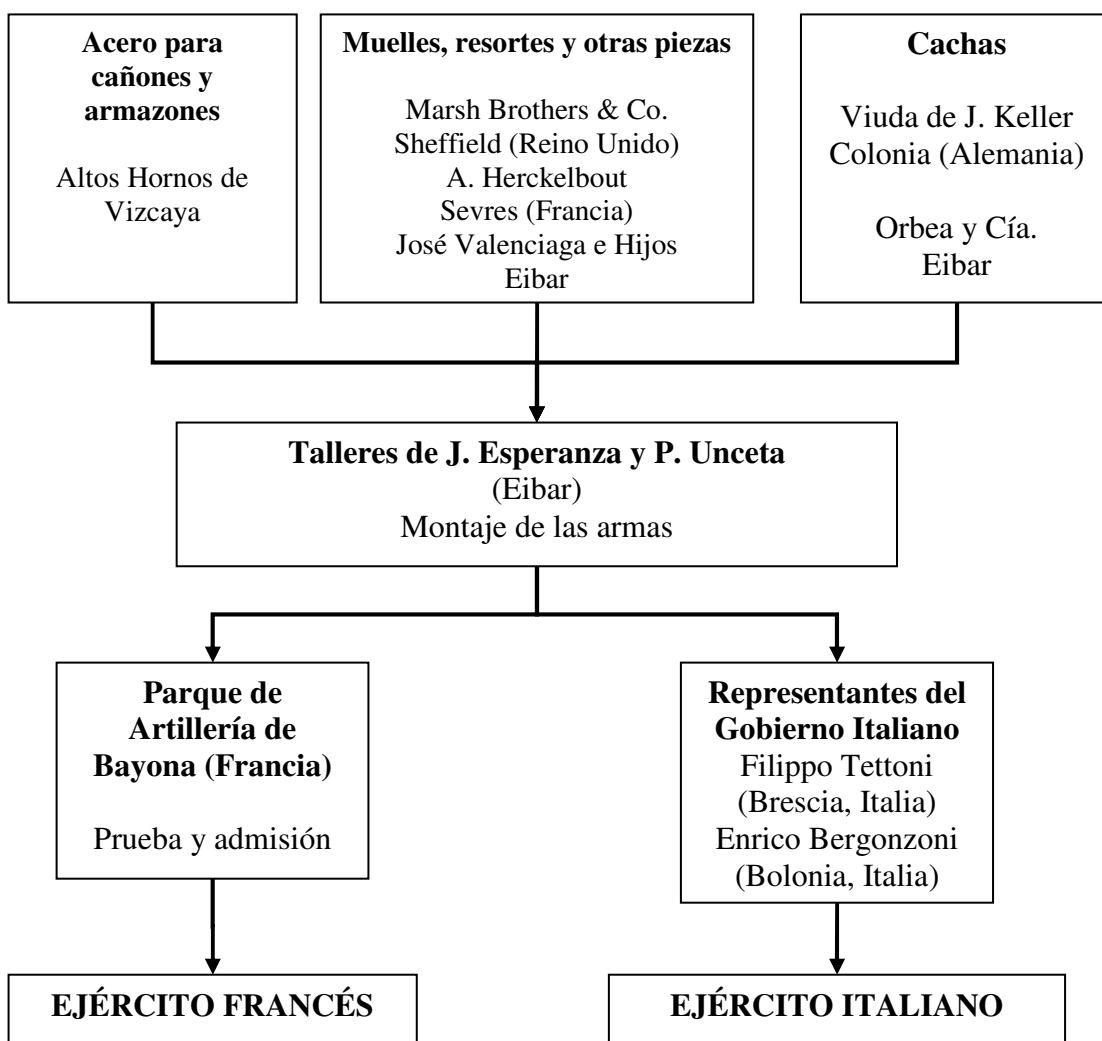 Acero para
cañones y
armazones
Altos Hornos de
Vizcaya
Muelles, resortes y otras piezas
Marsh Brothers & Co.
Sheffield (Reino Unido)
A. Herckelbout
Sevres (Francia)
José Valenciaga e Hijos
Eibar
Cachas
Viuda de J. Keller
Colonia (Alemania)
Orbea y Cía.
Eibar
Talleres de J. Esperanza y P. Unceta
(Eibar)
Montaje de las armas
Parque de
Artillería de
Bayona (Francia)
Prueba y admisión
Representantes del
Gobierno Italiano
Filippo Tettoni
(Brescia, Italia)
Enrico Bergonzoni
(Bolonia, Italia)
EJÉRCITO FRANCÉS
EJÉRCITO ITALIANO